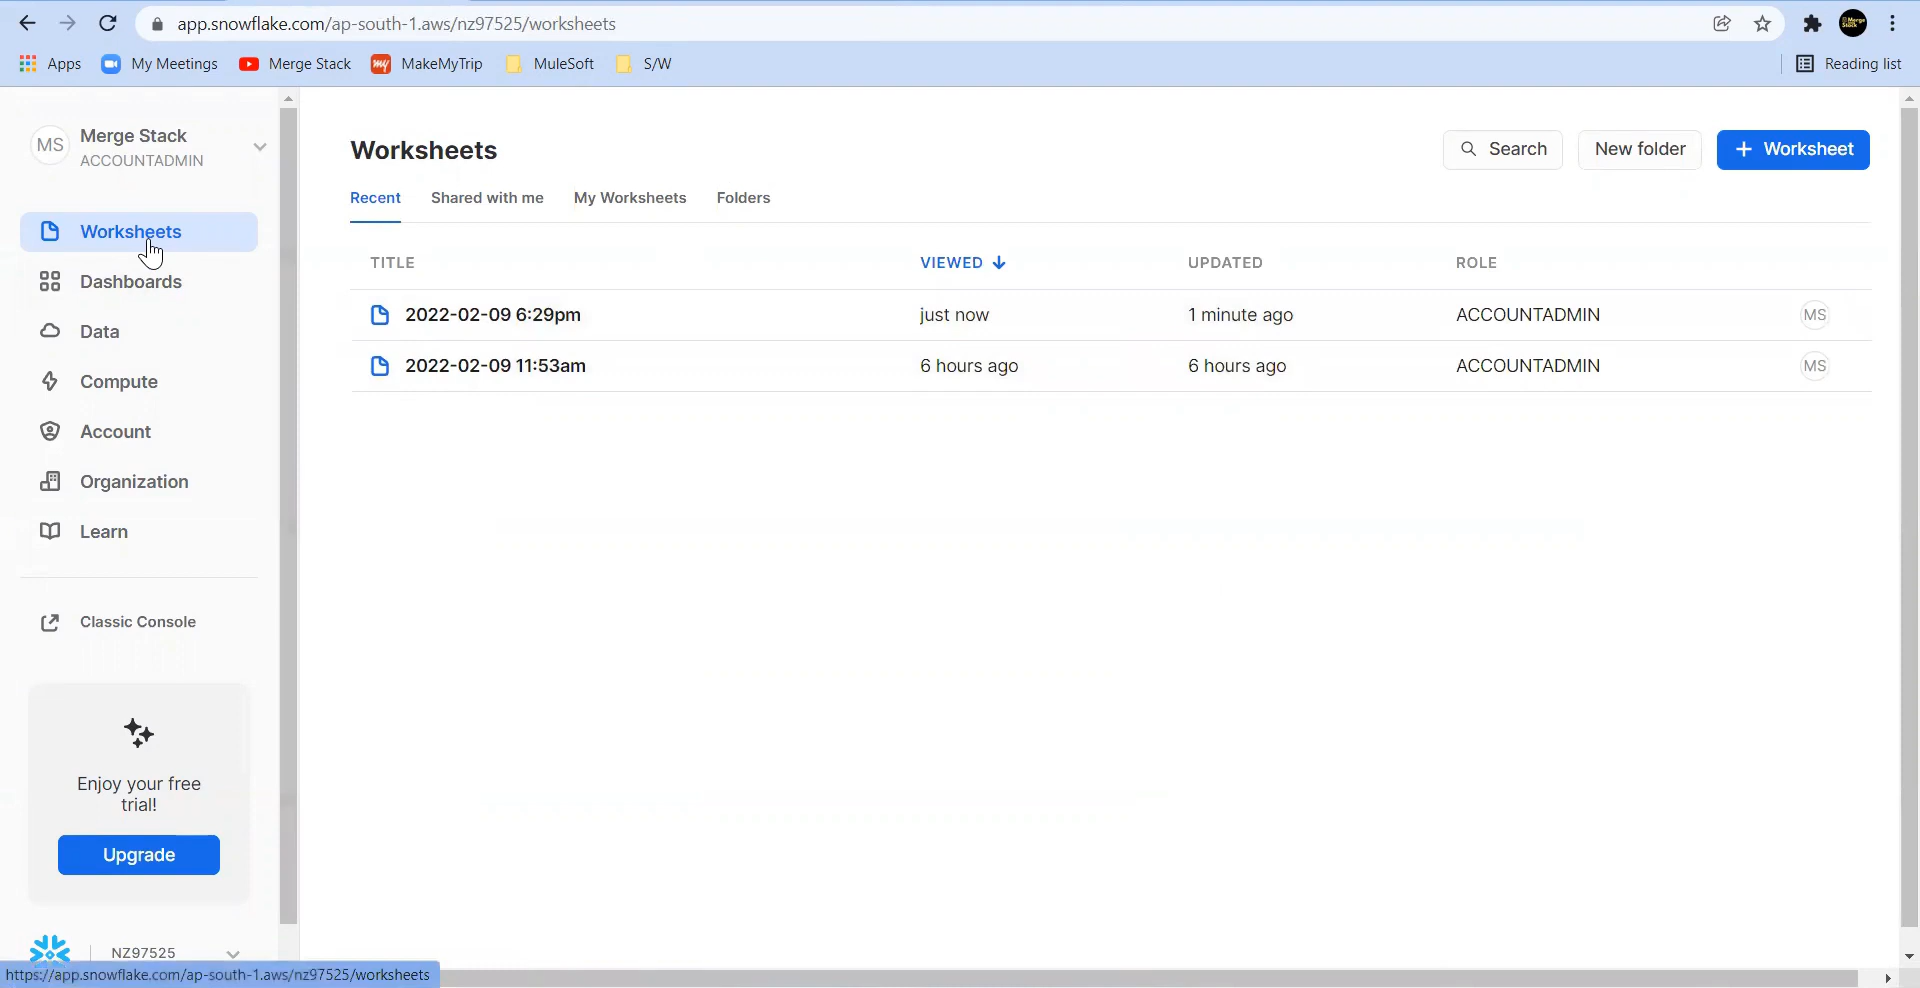 app.snowflake.com/ap-south-1.aws/nz97525/worksheets
Apps My Meetings Merge Stack MakeMyTrip MuleSoft S/W Reading list
MS Merge Stack
ACCOUNTADMIN
Worksheets
Dashboards
Data
Compute
Account
Organization
Learn
Classic Console
Enjoy your free
trial!
Upgrade
NZ97525
https://app.snowflake.com/ap-south-1.aws/nz97525/worksheets
Worksheets
Search New folder + Worksheet
Recent Shared with me My Worksheets Folders
TITLE VIEWED UPDATED ROLE
2022-02-09 6:29pm just now 1 minute ago ACCOUNTADMIN MS
2022-02-09 11:53am 6 hours ago 6 hours ago ACCOUNTADMIN MS